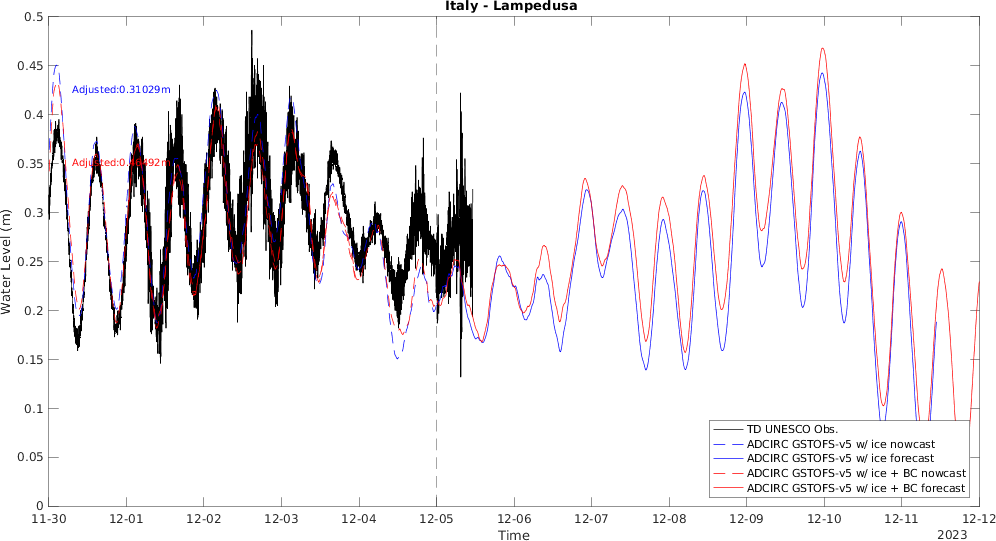 Italy - Lampedusa
0.5
0.45
0.4
0.35
0.3
0.25
0.2
0.15
0.1
0.05
0
Water Level (m)
Adjusted:0.31029m
11-30 12-01 12-02 12-03 12-04 12-05 12-06 12-07 12-08 12-09 12-10 12-11 12-12
Time
2023
TD UNESCO Obs.
ADCIRC GSTOFS-v5 w/ ice nowcast
ADCIRC GSTOFS-v5 w/ ice forecast
ADCIRC GSTOFS-v5 w/ ice + BC nowcast
ADCIRC GSTOFS-v5 w/ ice + BC forecast